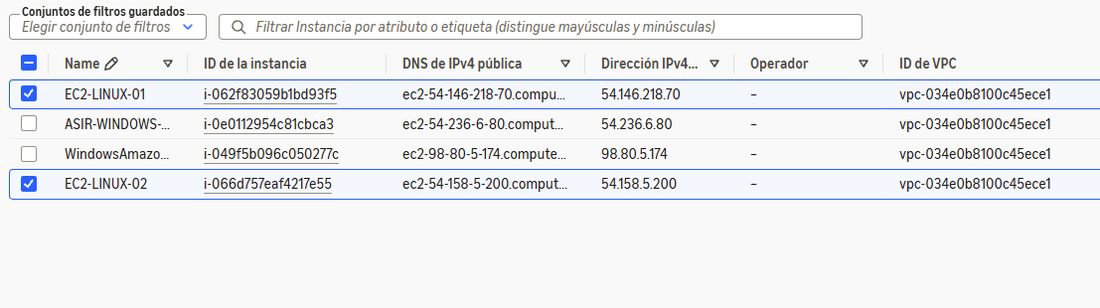 Conjuntos de filtros guardados
Elegir conjunto de filtros
Filtrar Instancia por atributo o etiqueta (distingue mayúsculas y minúsculas)
Name ID de la instancia DNS de IPv4 pública Dirección IPv4... Operador ID de VPC
EC2-LINUX-01 i-062f83059b1bd93f5 ec2-54-146-218-70.compu... 54.146.218.70 – vpc-034e0b8100c45ece1
ASIR-WINDOWS-... i-0e0112954c81cbca3 ec2-54-236-6-80.comput... 54.236.6.80 – vpc-034e0b8100c45ece1
WindowsAmazo... i-049f5b096c050277c ec2-98-80-5-174.compute... 98.80.5.174 – vpc-034e0b8100c45ece1
EC2-LINUX-02 i-066d757eaf4217e55 ec2-54-158-5-200.comput... 54.158.5.200 – vpc-034e0b8100c45ece1